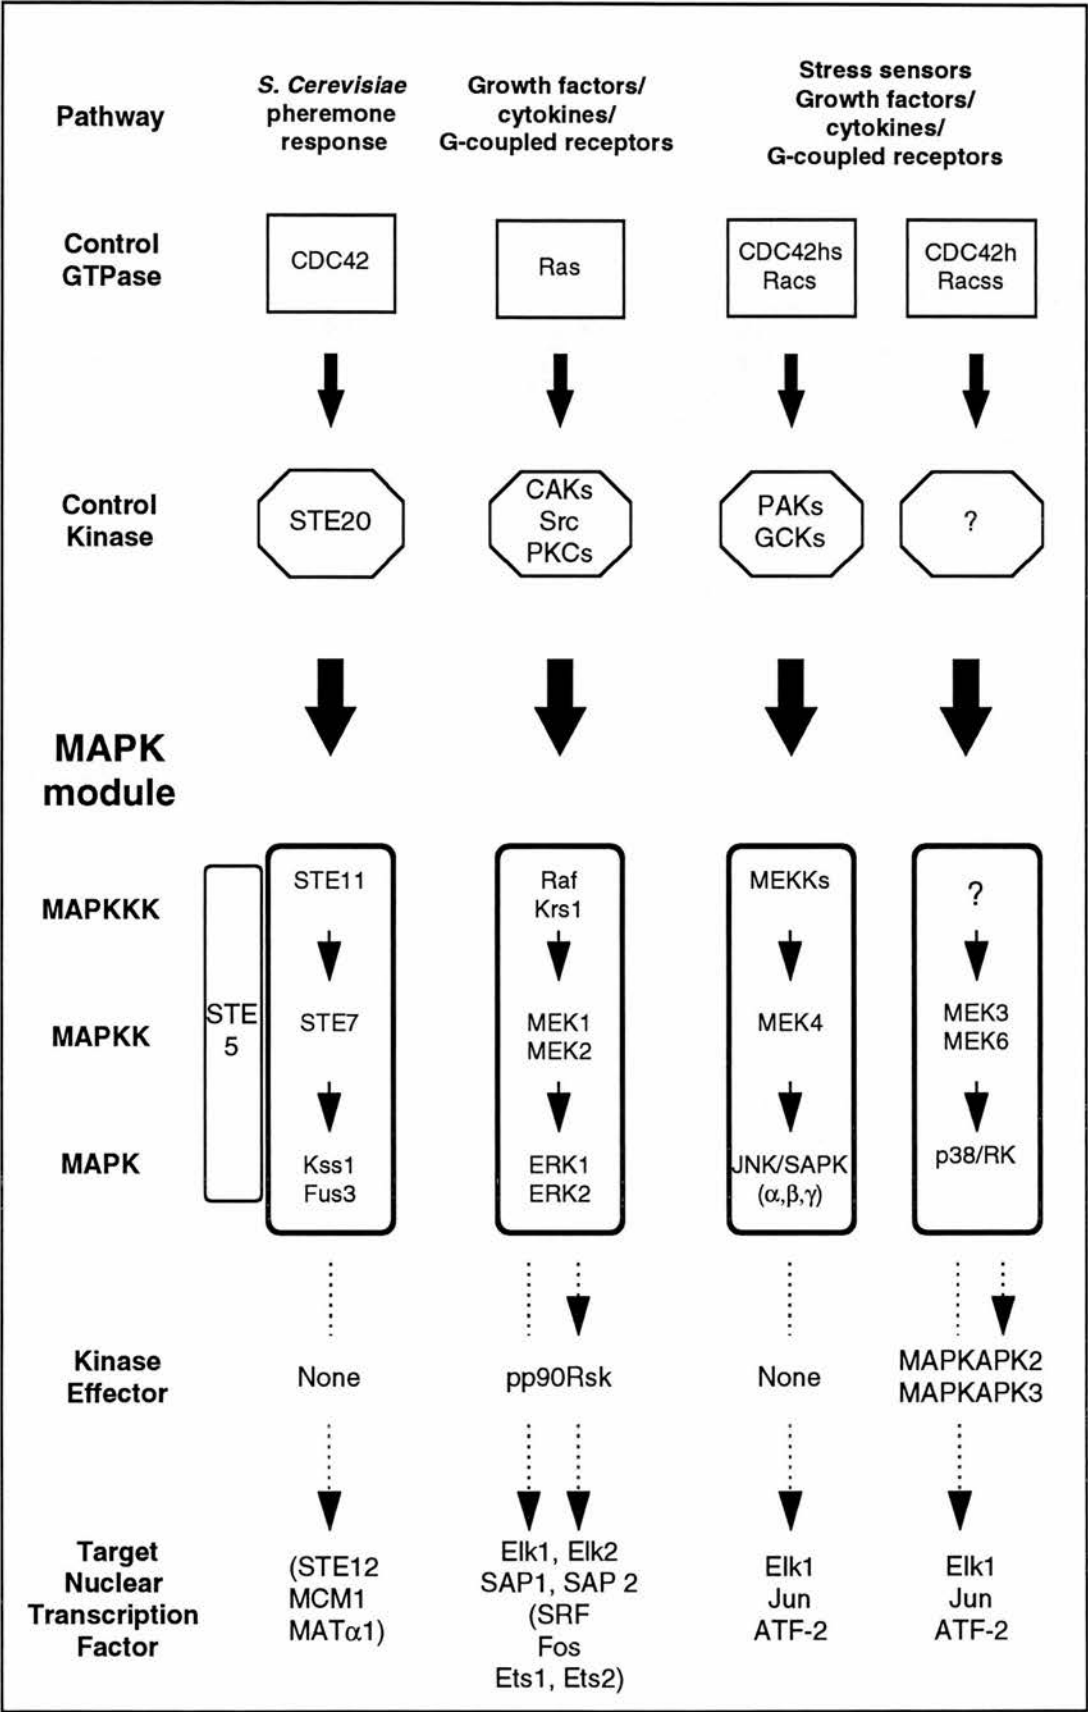 Pathway
S. Cerevisiae
pheremone
response
Growth factors/
cytokines/
G-coupled receptors
Stress sensors
Growth factors/
cytokines/
G-coupled receptors
Control
GTPase
CDC42
Ras
CDC42hs
Racs
CDC42h
Racss
Control
Kinase
STE20
CAKs
Src
PKCs
PAKs
GCKs
?
MAPK
module
MAPKKK
STE11
Raf
Krs1
MEKKs
?
STE
5
MAPKK
STE7
MEK1
MEK2
MEK4
MEK3
MEK6
MAPK
Kss1
Fus3
ERK1
ERK2
JNK/SAPK
(α,β,γ)
p38/RK
Kinase
Effector
None
pp90Rsk
None
MAPKAPK2
MAPKAPK3
Target
Nuclear
Transcription
Factor
(STE12
MCM1
MATα1)
Elk1, Elk2
SAP1, SAP 2
(SRF
Fos
Ets1, Ets2)
Elk1
Jun
ATF-2
Elk1
Jun
ATF-2